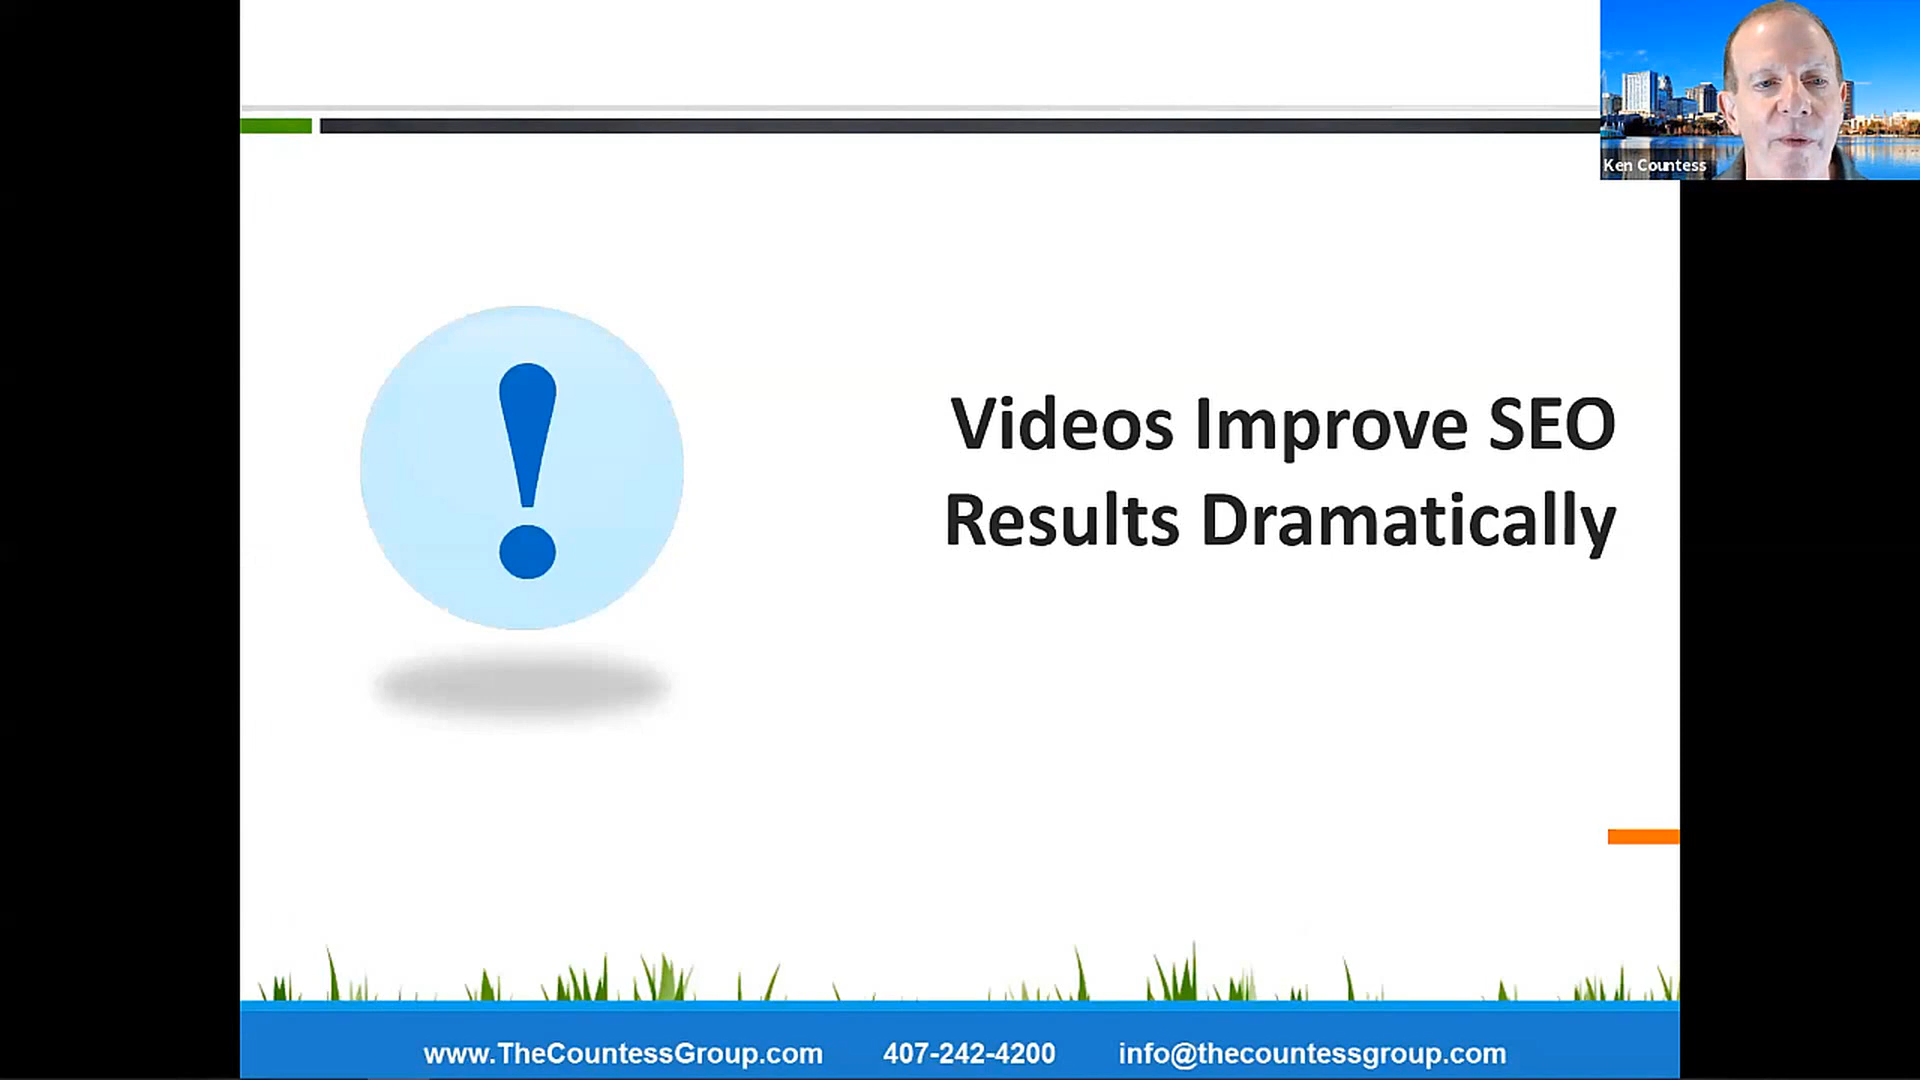 Ken Countess
Videos Improve SEO
Results Dramatically
www.TheCountessGroup.com 407-242-4200 info@thecountessgroup.com